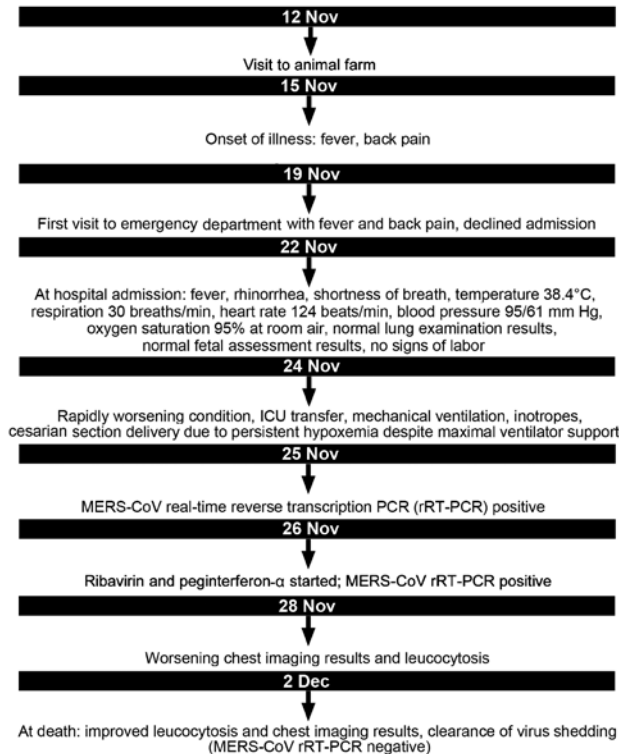 12 Nov
Visit to animal farm
15 Nov
Onset of illness: fever, back pain
19 Nov
First visit to emergency department with fever and back pain, declined admission
22 Nov
At hospital admission: fever, rhinorrhea, shortness of breath, temperature 38.4°C,
respiration 30 breaths/min, heart rate 124 beats/min, blood pressure 95/61 mm Hg,
oxygen saturation 95% at room air, normal lung examination results,
normal fetal assessment results, no signs of labor
24 Nov
Rapidly worsening condition, ICU transfer, mechanical ventilation, inotropes,
cesarian section delivery due to persistent hypoxemia despite maximal ventilator support
25 Nov
MERS-CoV real-time reverse transcription PCR (rRT-PCR) positive
26 Nov
Ribavirin and peginterferon-α started; MERS-CoV rRT-PCR positive
28 Nov
Worsening chest imaging results and leucocytosis
2 Dec
At death: improved leucocytosis and chest imaging results, clearance of virus shedding
(MERS-CoV rRT-PCR negative)